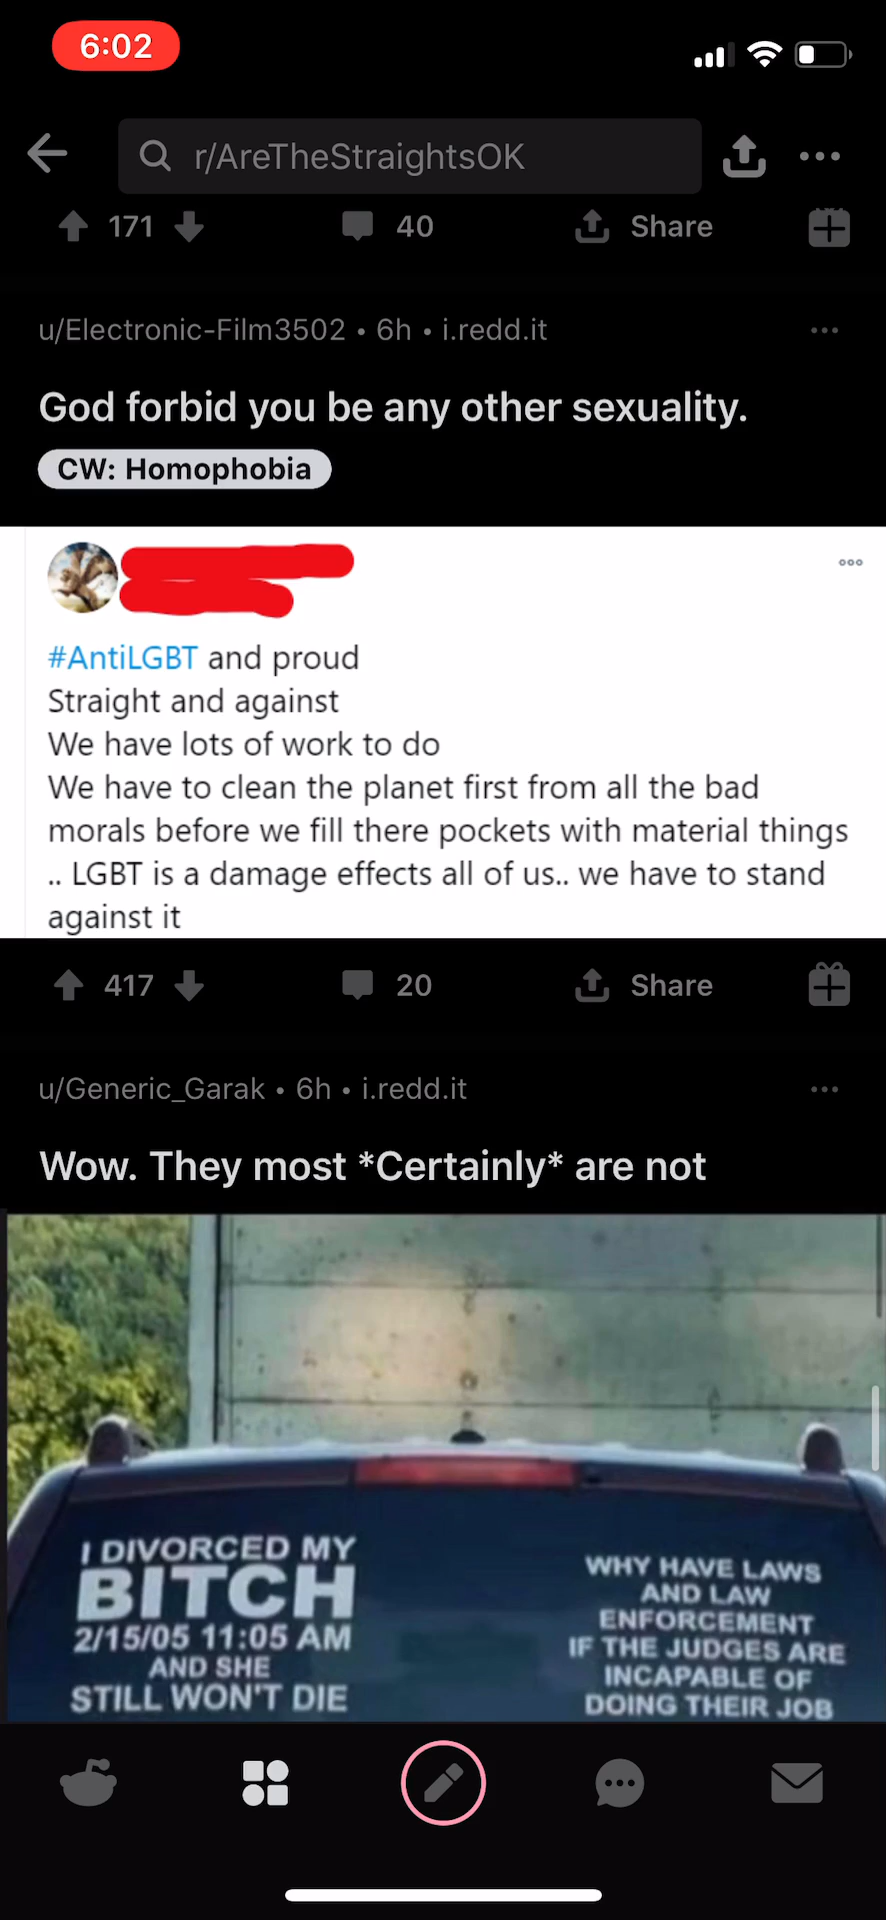 6:02
r/AreTheStraightsOK
171 40 Share
u/Electronic-Film3502 • 6h • i.redd.it
God forbid you be any other sexuality.
CW: Homophobia
#AntiLGBT and proud
Straight and against
We have lots of work to do
We have to clean the planet first from all the bad
morals before we fill there pockets with material things
.. LGBT is a damage effects all of us.. we have to stand
against it
417 20 Share
u/Generic_Garak • 6h • i.redd.it
Wow. They most *Certainly* are not
I DIVORCED MY
BITCH
2/15/05 11:05 AM
AND SHE
STILL WON'T DIE
WHY HAVE LAWS
AND LAW
ENFORCEMENT
IF THE JUDGES ARE
INCAPABLE OF
DOING THEIR JOB